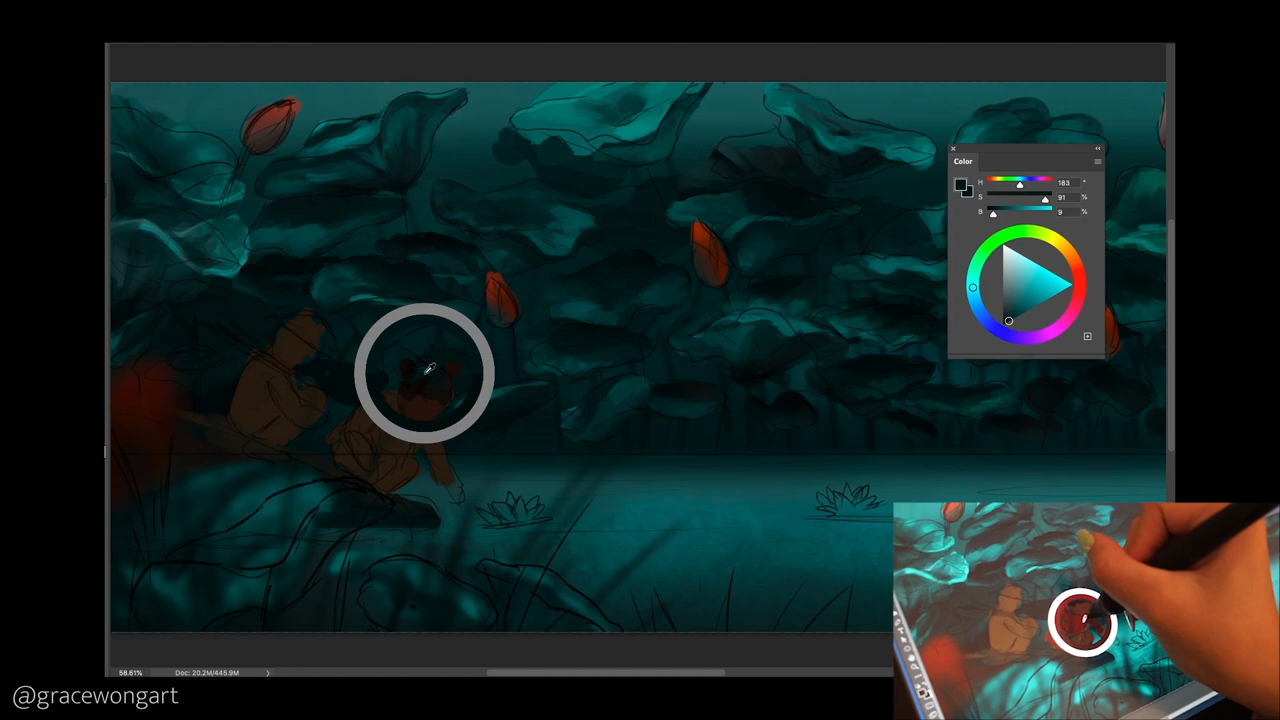 Color
H 183 °
S 91 %
B 9 %
58.61% Doc: 20.2M/445.9M
@gracewongart